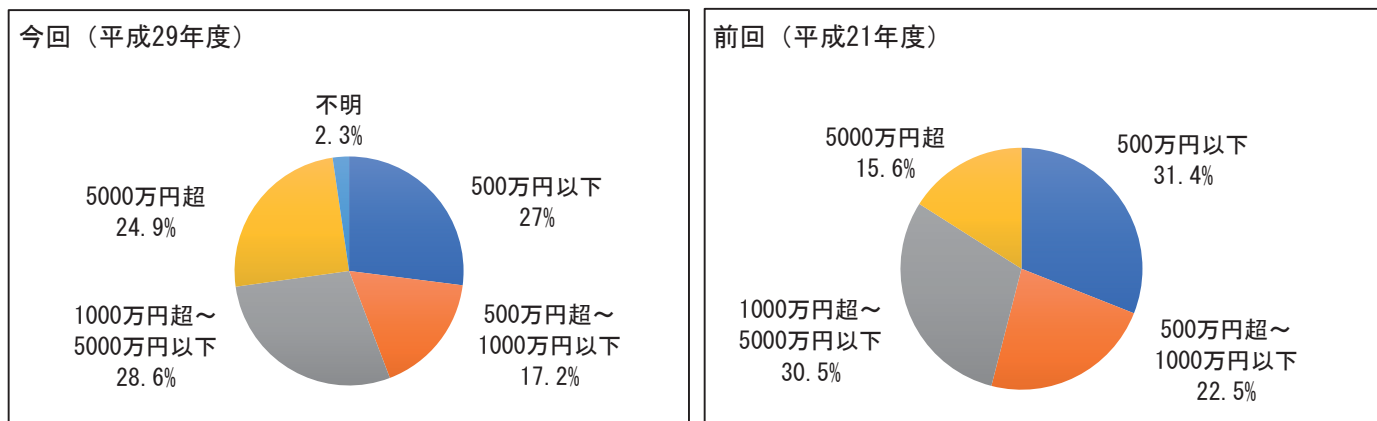 今回（平成29年度）
不明
2.3%
500万円以下
27%
500万円超～
1000万円以下
17.2%
1000万円超～
5000万円以下
28.6%
5000万円超
24.9%
前回（平成21年度）
500万円以下
31.4%
500万円超～
1000万円以下
22.5%
1000万円超～
5000万円以下
30.5%
5000万円超
15.6%